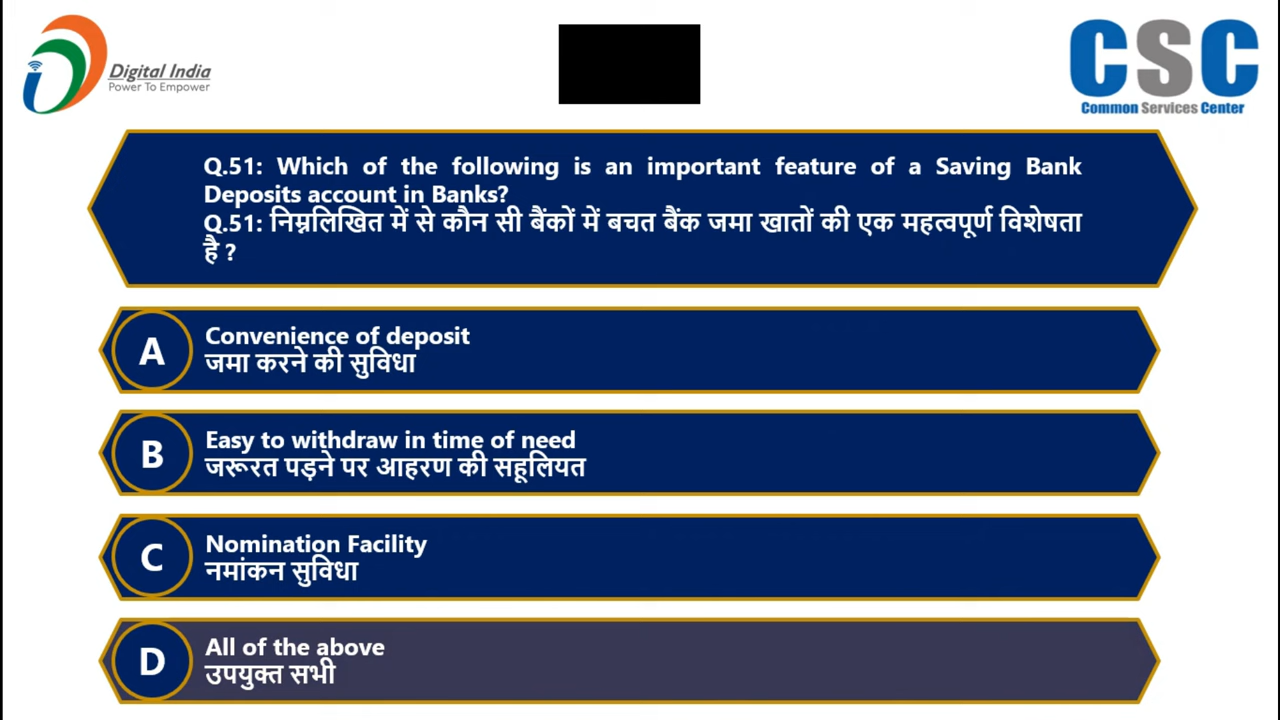 Digital India
Power To Empower
CSC
Common Services Center
Q.51: Which of the following is an important feature of a Saving Bank
Deposits account in Banks?
Q.51: निम्नलिखित में से कौन सी बैंकों में बचत बैंक जमा खातों की एक महत्वपूर्ण विशेषता
है ?
A
Convenience of deposit
जमा करने की सुविधा
B
Easy to withdraw in time of need
जरूरत पड़ने पर आहरण की सहूलियत
C
Nomination Facility
नमांकन सुविधा
D
All of the above
उपयुक्त सभी